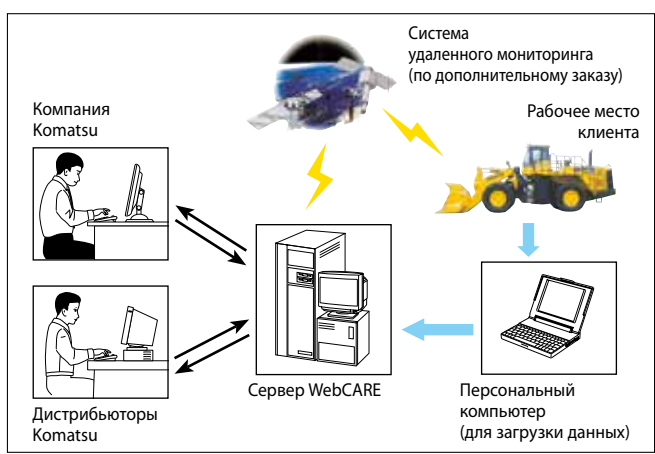 Система
удаленного мониторинга
(по дополнительному заказу)
Компания
Komatsu
Рабочее место
клиента
Сервер WebCARE
Дистрибьюторы
Komatsu
Персональный
компьютер
(для загрузки данных)